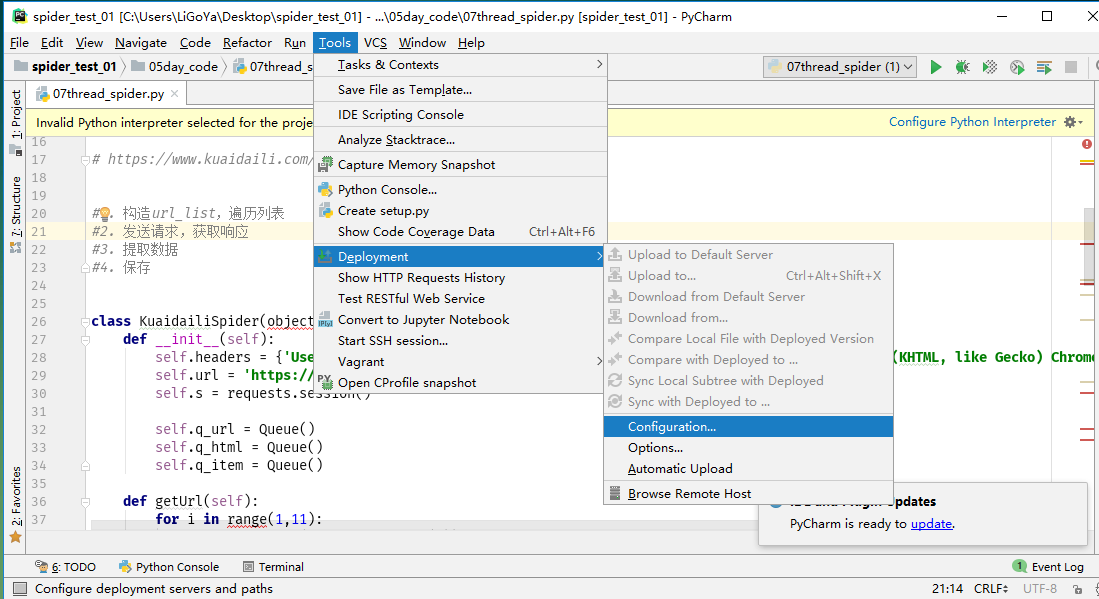 spider_test_01 [C:\Users\LiGoYa\Desktop\spider_test_01] - ...\05day_code\07thread_spider.py [spider_test_01] - PyCharm
File Edit View Navigate Code Refactor Run Tools VCS Window Help
spider_test_01 05day_code 07thread_s 07thread_spider (1)
07thread_spider.py
Invalid Python interpreter selected for the proje Configure Python Interpreter
1: Project
7: Structure
2: Favorites
Tasks & Contexts
Save File as Template...
IDE Scripting Console
Analyze Stacktrace...
Capture Memory Snapshot
Python Console...
Create setup.py
Show Code Coverage Data Ctrl+Alt+F6
Deployment
Show HTTP Requests History
Test RESTful Web Service
Convert to Jupyter Notebook
Start SSH session...
Vagrant
Open CProfile snapshot
Upload to Default Server
Upload to... Ctrl+Alt+Shift+X
Download from Default Server
Download from...
Compare Local File with Deployed Version
Compare with Deployed to ...
Sync Local Subtree with Deployed
Sync with Deployed to ...
Configuration...
Options...
Automatic Upload
Browse Remote Host
16
17 # https://www.kuaidaili.com/
18
19
20 # . 构造url_list，遍历列表
21 #2. 发送请求，获取响应
22 #3. 提取数据
23 #4. 保存
24
25
26 class KuaidailiSpider(object
27 def __init__(self):
28 self.headers = {'Use (KHTML, like Gecko) Chrom
29 self.url = 'https://
30 self.s = requests.session()
31
32 self.q_url = Queue()
33 self.q_html = Queue()
34 self.q_item = Queue()
35
36 def getUrl(self):
37 for i in range(1,11):
Updates
PyCharm is ready to update.
6: TODO Python Console Terminal 1 Event Log
Configure deployment servers and paths 21:14 CRLF UTF-8